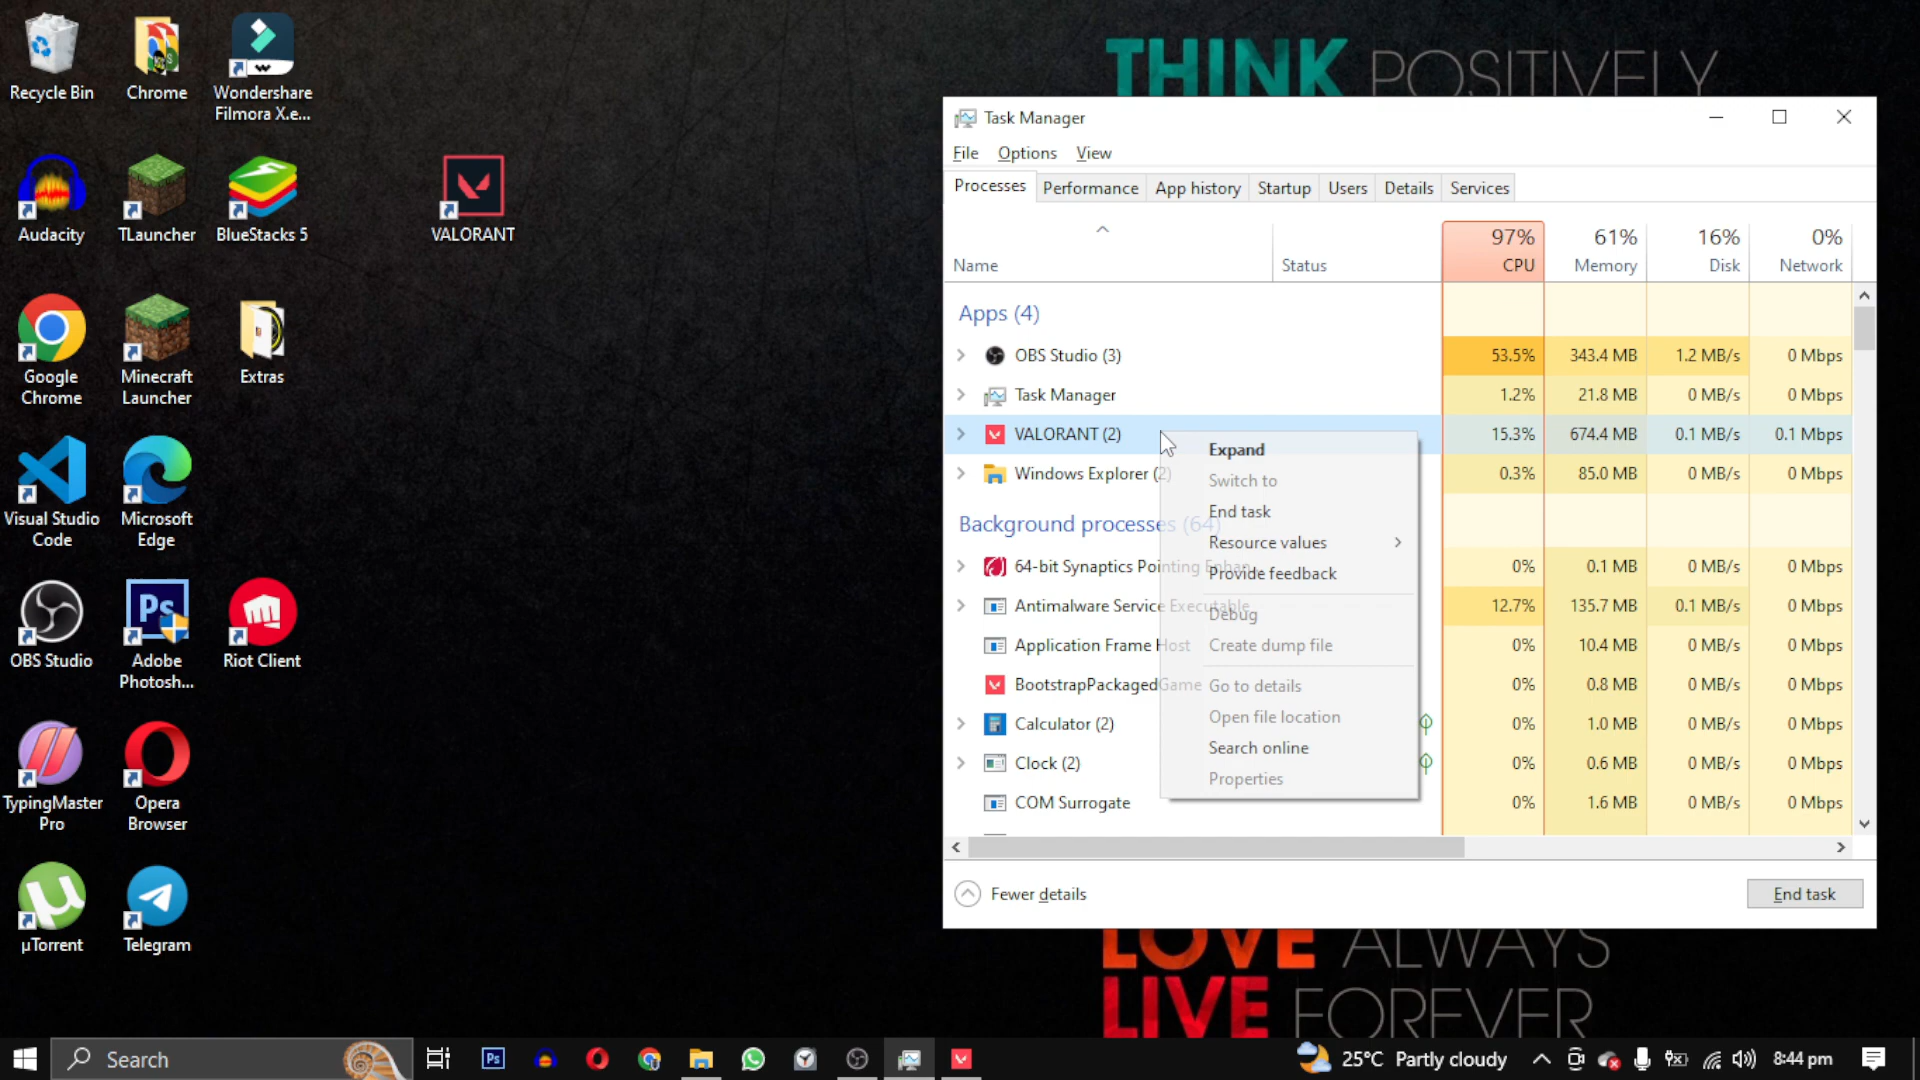 Recycle Bin
Chrome
Wondershare
Filmora X.e...
Audacity
TLauncher
BlueStacks 5
VALORANT
Google
Chrome
Minecraft
Launcher
Extras
Visual Studio
Code
Microsoft
Edge
OBS Studio
Adobe
Photosh...
Riot Client
TypingMaster
Pro
Opera
Browser
µTorrent
Telegram
THINK POSITIVELY
Task Manager
File Options View
Processes Performance App history Startup Users Details Services
97% 61% 16% 0%
Name Status CPU Memory Disk Network
Apps (4)
OBS Studio (3) 53.5% 343.4 MB 1.2 MB/s 0 Mbps
Task Manager 1.2% 21.8 MB 0 MB/s 0 Mbps
VALORANT (2) 15.3% 674.4 MB 0.1 MB/s 0.1 Mbps
Windows Explorer (2) 0.3% 85.0 MB 0 MB/s 0 Mbps
Background processes (64)
64-bit Synaptics Pointing Enhan... 0% 0.1 MB 0 MB/s 0 Mbps
Antimalware Service Executable 12.7% 135.7 MB 0.1 MB/s 0 Mbps
Application Frame Host 0% 10.4 MB 0 MB/s 0 Mbps
BootstrapPackagedGame 0% 0.8 MB 0 MB/s 0 Mbps
Calculator (2) 0% 1.0 MB 0 MB/s 0 Mbps
Clock (2) 0% 0.6 MB 0 MB/s 0 Mbps
COM Surrogate 0% 1.6 MB 0 MB/s 0 Mbps
Expand
Switch to
End task
Resource values
Provide feedback
Debug
Create dump file
Go to details
Open file location
Search online
Properties
Fewer details
End task
LOVE ALWAYS
LIVE FOREVER
Search
Ps
25°C Partly cloudy
8:44 pm